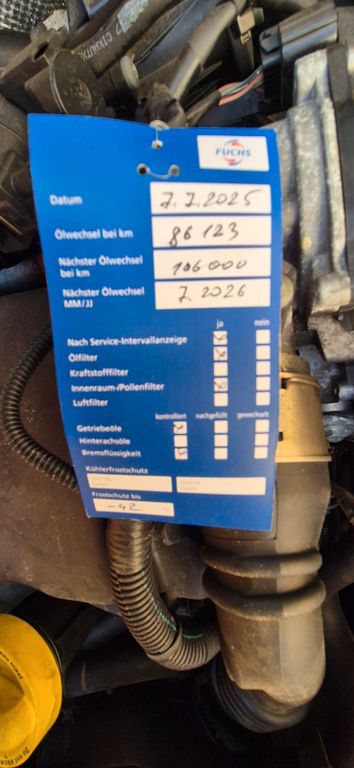 FUCHS
Datum 7.7.2025
Ölwechsel bei km 86 123
Nächster Ölwechsel bei km 106000
Nächster Ölwechsel MM/JJ 7.2026
ja nein
Nach Service-Intervallanzeige
Ölfilter
Kraftstofffilter
Innenraum-/Pollenfilter
Luftfilter
kontrolliert nachgefüllt gewechselt
Getriebeöle
Hinterachsöle
Bremsflüssigkeit
Kühlerfrostschutz
Frostschutz bis
-42 °C